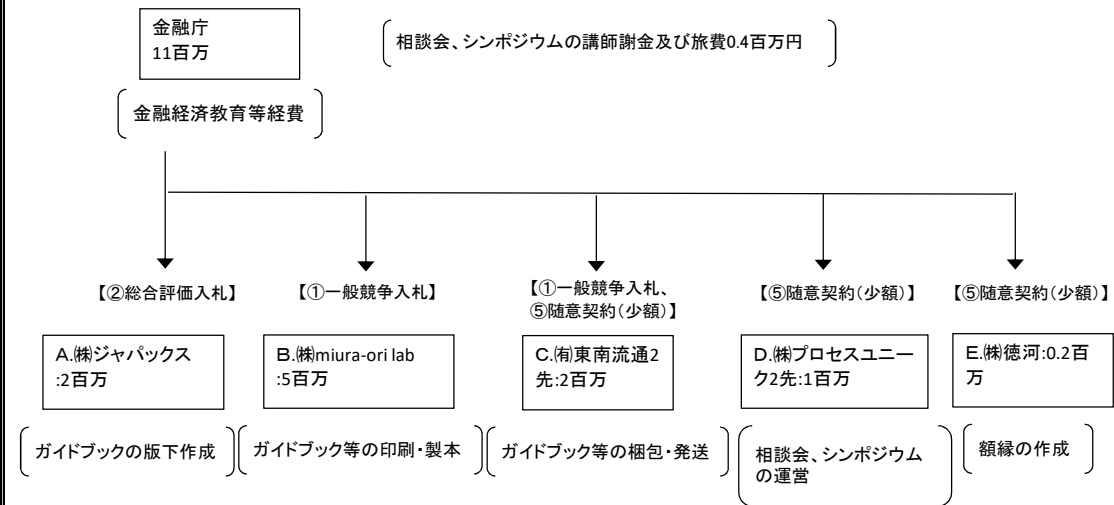 金融庁
11百万
相談会、シンポジウムの講師謝金及び旅費0.4百万円
金融経済教育等経費
【②総合評価入札】
【①一般競争入札】
【①一般競争入札、
⑤随意契約(少額)】
【⑤随意契約(少額)】
【⑤随意契約(少額)】
A.㈱ジャパックス
:2百万
B.㈱miura-ori lab
:5百万
C.㈲東南流通2
先:2百万
D.㈱プロセスユニー
ク2先:1百万
E.㈱徳河:0.2百
万
ガイドブックの版下作成
ガイドブック等の印刷・製本
ガイドブック等の梱包・発送
相談会、シンポジウム
の運営
額縁の作成